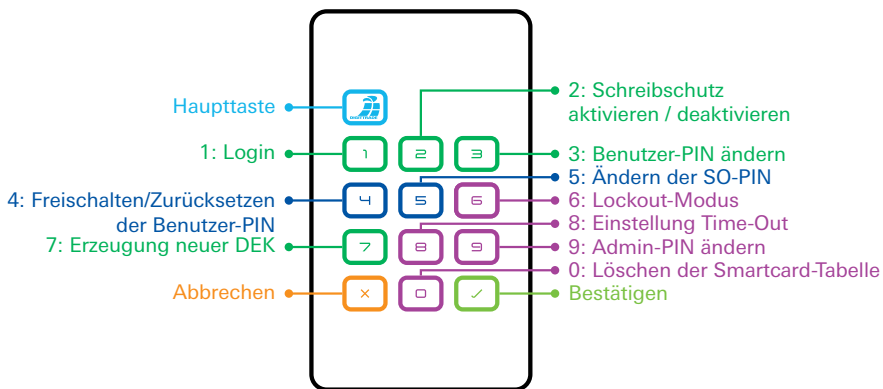 Haupttaste
DIGITTRADE
2: Schreibschutz
aktivieren / deaktivieren
1: Login
1
2
3
3: Benutzer-PIN ändern
5: Ändern der SO-PIN
4: Freischalten/Zurücksetzen
der Benutzer-PIN
4
5
6
6: Lockout-Modus
8: Einstellung Time-Out
7: Erzeugung neuer DEK
7
8
9
9: Admin-PIN ändern
0: Löschen der Smartcard-Tabelle
Abbrechen
×
0
✓
Bestätigen